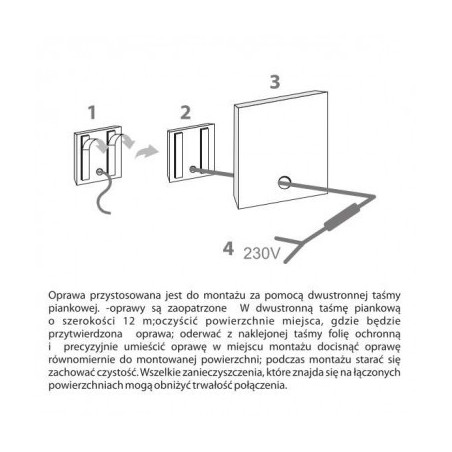 1
2
3
4 230V
Oprawa przystosowana jest do montażu za pomocą dwustronnej taśmy
piankowej. -oprawy są zaopatrzone W dwustronną taśmę piankową
o szerokości 12 m;oczyścić powierzchnie miejsca, gdzie będzie
przytwierdzona oprawa; oderwać z naklejonej taśmy folię ochronną
i precyzyjnie umieścić oprawę w miejscu montażu docisnąć oprawę
równomiernie do montowanej powierzchni; podczas montażu starać się
zachować czystość. Wszelkie zanieczyszczenia, które znajda się na łączonych
powierzchniach mogą obniżyć trwałość połączenia.